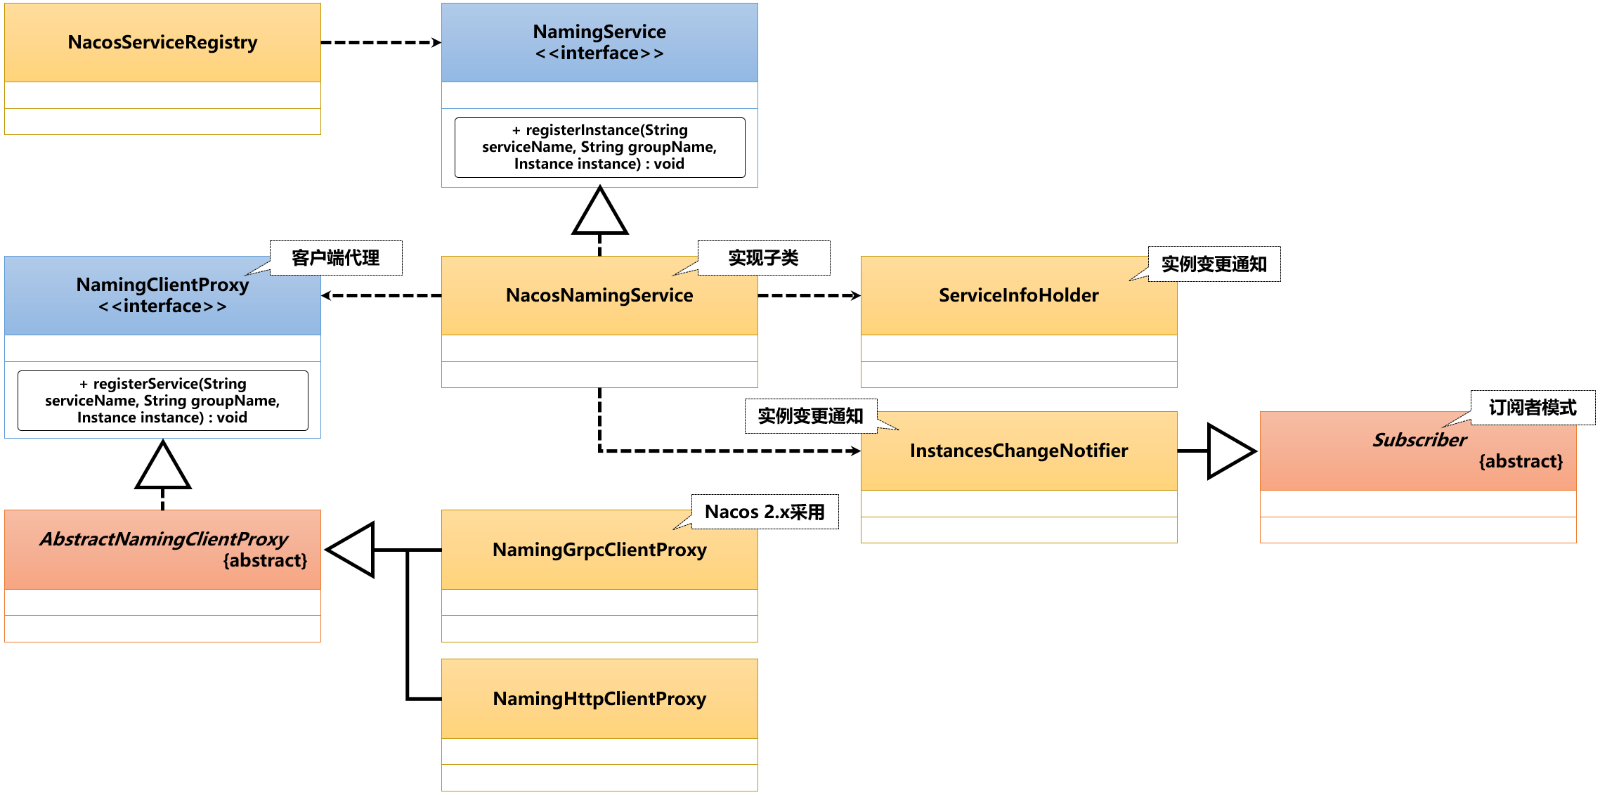 NacosServiceRegistry
NamingService
<<interface>>
+ registerInstance(String
serviceName, String groupName,
Instance instance) : void
客户端代理
NamingClientProxy
<<interface>>
+ registerService(String
serviceName, String groupName,
Instance instance) : void
实现子类
NacosNamingService
实例变更通知
ServiceInfoHolder
实例变更通知
InstancesChangeNotifier
订阅者模式
Subscriber
{abstract}
AbstractNamingClientProxy
{abstract}
Nacos 2.x采用
NamingGrpcClientProxy
NamingHttpClientProxy